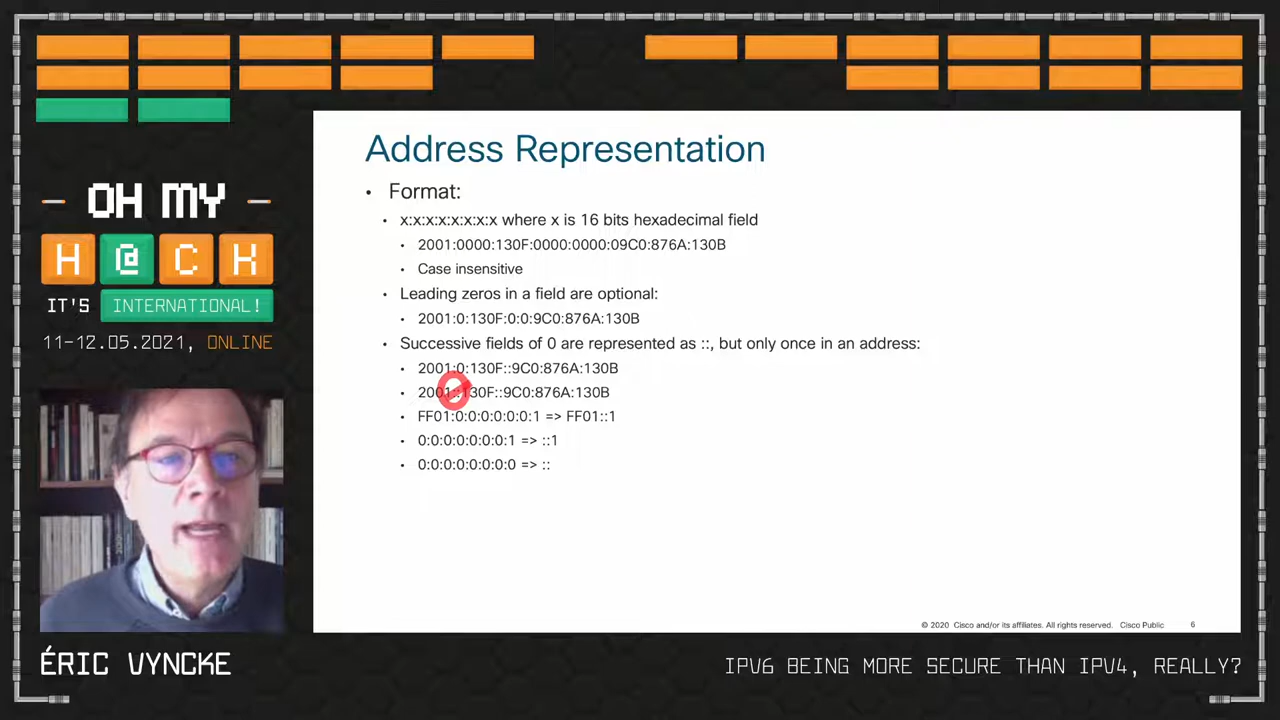 OH MY
H@CK
IT'S INTERNATIONAL!
11-12.05.2021, ONLINE
Address Representation
• Format:
• x:x:x:x:x:x:x:x where x is 16 bits hexadecimal field
• 2001:0000:130F:0000:0000:09C0:876A:130B
• Case insensitive
• Leading zeros in a field are optional:
• 2001:0:130F:0:0:9C0:876A:130B
• Successive fields of 0 are represented as ::, but only once in an address:
• 2001:0:130F::9C0:876A:130B
• 2001::130F::9C0:876A:130B
• FF01:0:0:0:0:0:0:1 => FF01::1
• 0:0:0:0:0:0:0:1 => ::1
• 0:0:0:0:0:0:0:0 => ::
© 2020 Cisco and/or its affiliates. All rights reserved. Cisco Public 6
ÉRIC VYNCKE
IPV6 BEING MORE SECURE THAN IPV4, REALLY?